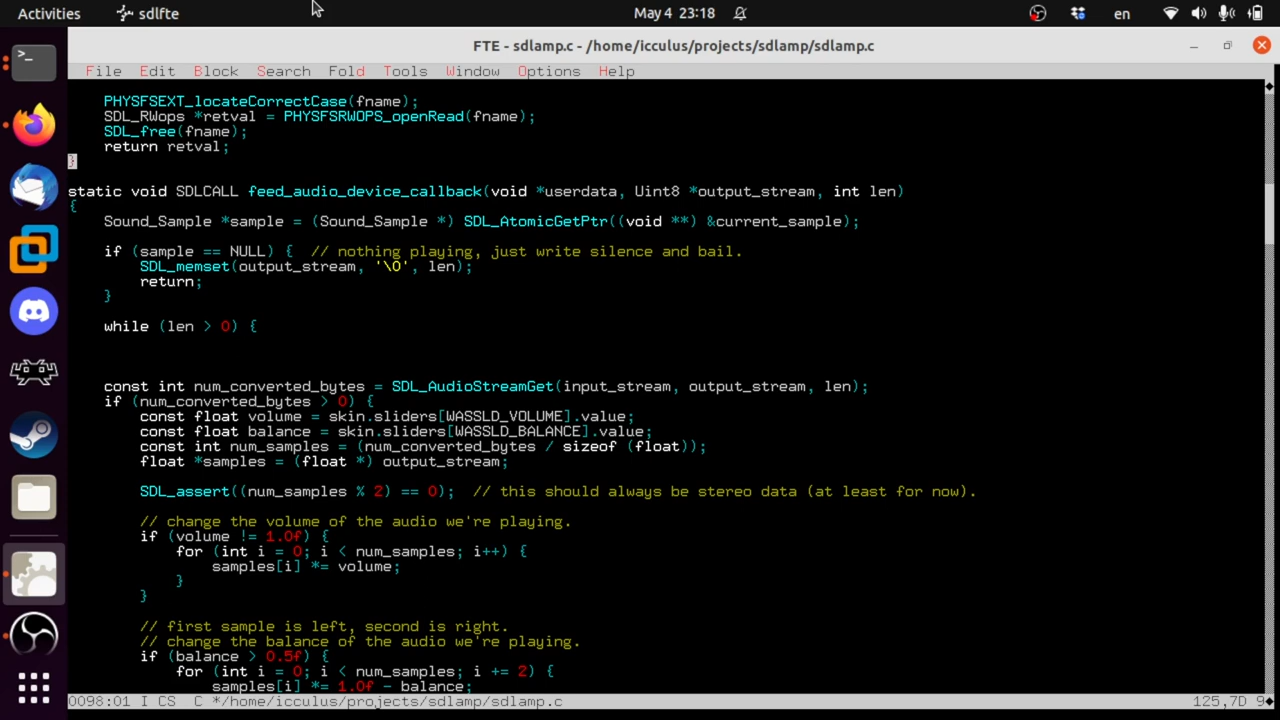 Activities
sdlfte
May 4 23:18
en
FTE - sdlamp.c - /home/icculus/projects/sdlamp/sdlamp.c
File Edit Block Search Fold Tools Window Options Help
PHYSFSEXT_locateCorrectCase(fname);
SDL_RWops *retval = PHYSFSRWOPS_openRead(fname);
SDL_free(fname);
return retval;
}
static void SDLCALL feed_audio_device_callback(void *userdata, Uint8 *output_stream, int len)
{
Sound_Sample *sample = (Sound_Sample *) SDL_AtomicGetPtr((void **) &current_sample);
if (sample == NULL) {  // nothing playing, just write silence and bail.
SDL_memset(output_stream, '\0', len);
return;
}
while (len > 0) {
const int num_converted_bytes = SDL_AudioStreamGet(input_stream, output_stream, len);
if (num_converted_bytes > 0) {
const float volume = skin.sliders[WASSLD_VOLUME].value;
const float balance = skin.sliders[WASSLD_BALANCE].value;
const int num_samples = (num_converted_bytes / sizeof (float));
float *samples = (float *) output_stream;
SDL_assert((num_samples % 2) == 0);  // this should always be stereo data (at least for now).
// change the volume of the audio we're playing.
if (volume != 1.0f) {
for (int i = 0; i < num_samples; i++) {
samples[i] *= volume;
}
}
// first sample is left, second is right.
// change the balance of the audio we're playing.
if (balance > 0.5f) {
for (int i = 0; i < num_samples; i += 2) {
samples[i] *= 1.0f - balance;
0098:01 I CS  C */home/icculus/projects/sdlamp/sdlamp.c
125,7D 9